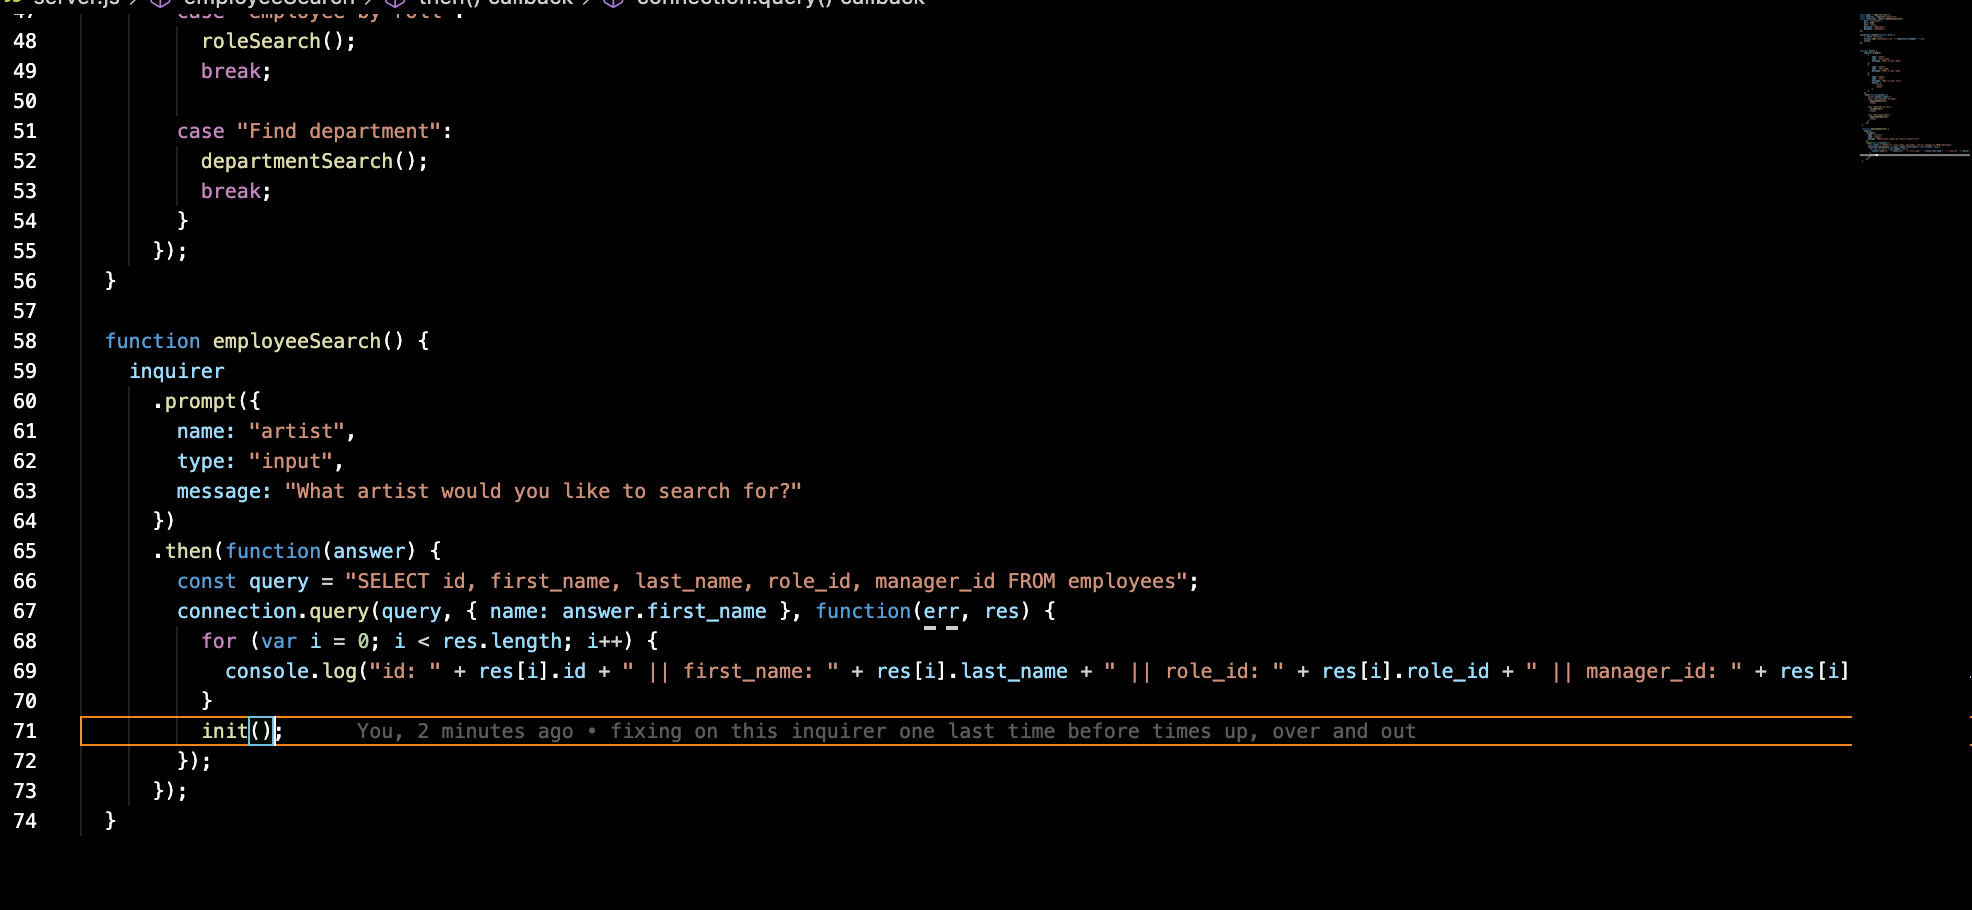 server.js > employeeSearch > then() callback > connection.query() callback
47 case "employee by roll":
48 roleSearch();
49 break;
50
51 case "Find department":
52 departmentSearch();
53 break;
54 }
55 });
56 }
57
58 function employeeSearch() {
59 inquirer
60 .prompt({
61 name: "artist",
62 type: "input",
63 message: "What artist would you like to search for?"
64 })
65 .then(function(answer) {
66 const query = "SELECT id, first_name, last_name, role_id, manager_id FROM employees";
67 connection.query(query, { name: answer.first_name }, function(err, res) {
68 for (var i = 0; i < res.length; i++) {
69 console.log("id: " + res[i].id + " || first_name: " + res[i].last_name + " || role_id: " + res[i].role_id + " || manager_id: " + res[i]
70 }
71 init(); You, 2 minutes ago • fixing on this inquirer one last time before times up, over and out
72 });
73 });
74 }